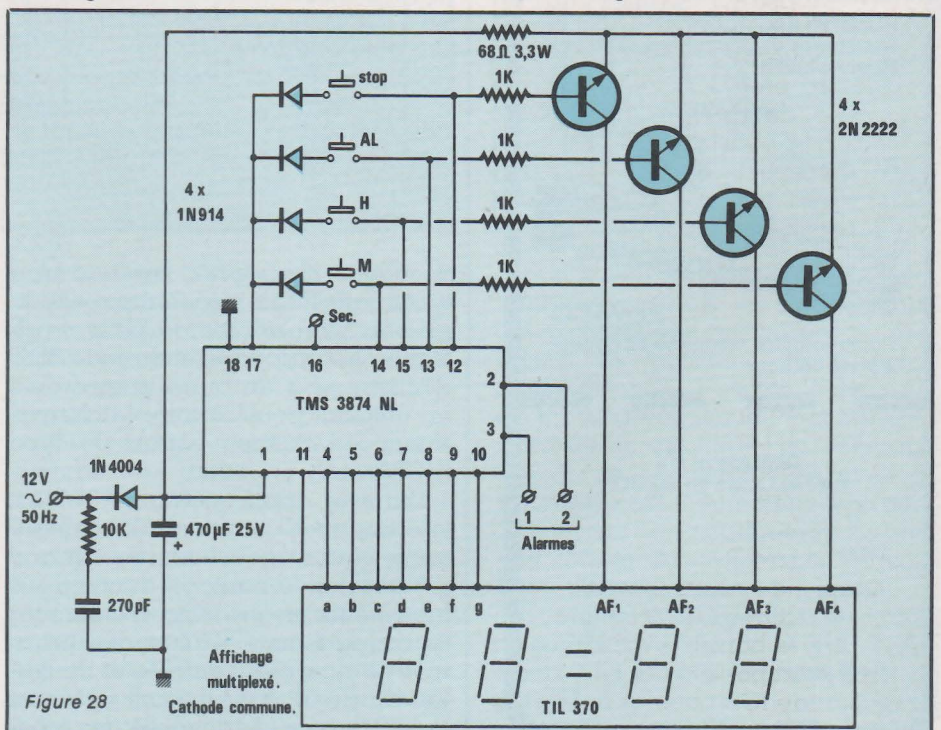 68Ω 3,3W
stop
1K
4 x
2N 2222
AL
1K
4 x
1N914
H
1K
M
1K
Sec.
18 17 16 14 15 13 12
TMS 3874 NL
2
3
1 11 4 5 6 7 8 9 10
12V
~
50 Hz
1N 4004
10K
470µF 25V
+
1 2
Alarmes
270 pF
a b c d e f g AF1 AF2 AF3 AF4
Affichage
multiplexé.
Cathode commune.
TIL 370
Figure 28